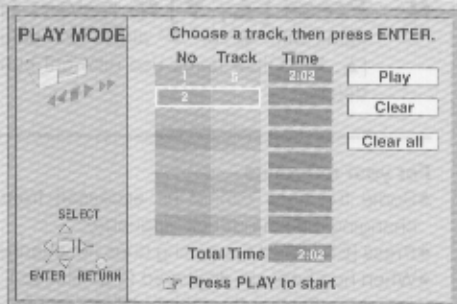 PLAY MODE
Choose a track, then press ENTER.
No Track Time
1 5 2:02
2
Play
Clear
Clear all
SELECT
ENTER RETURN
Total Time 2:02
☞ Press PLAY to start